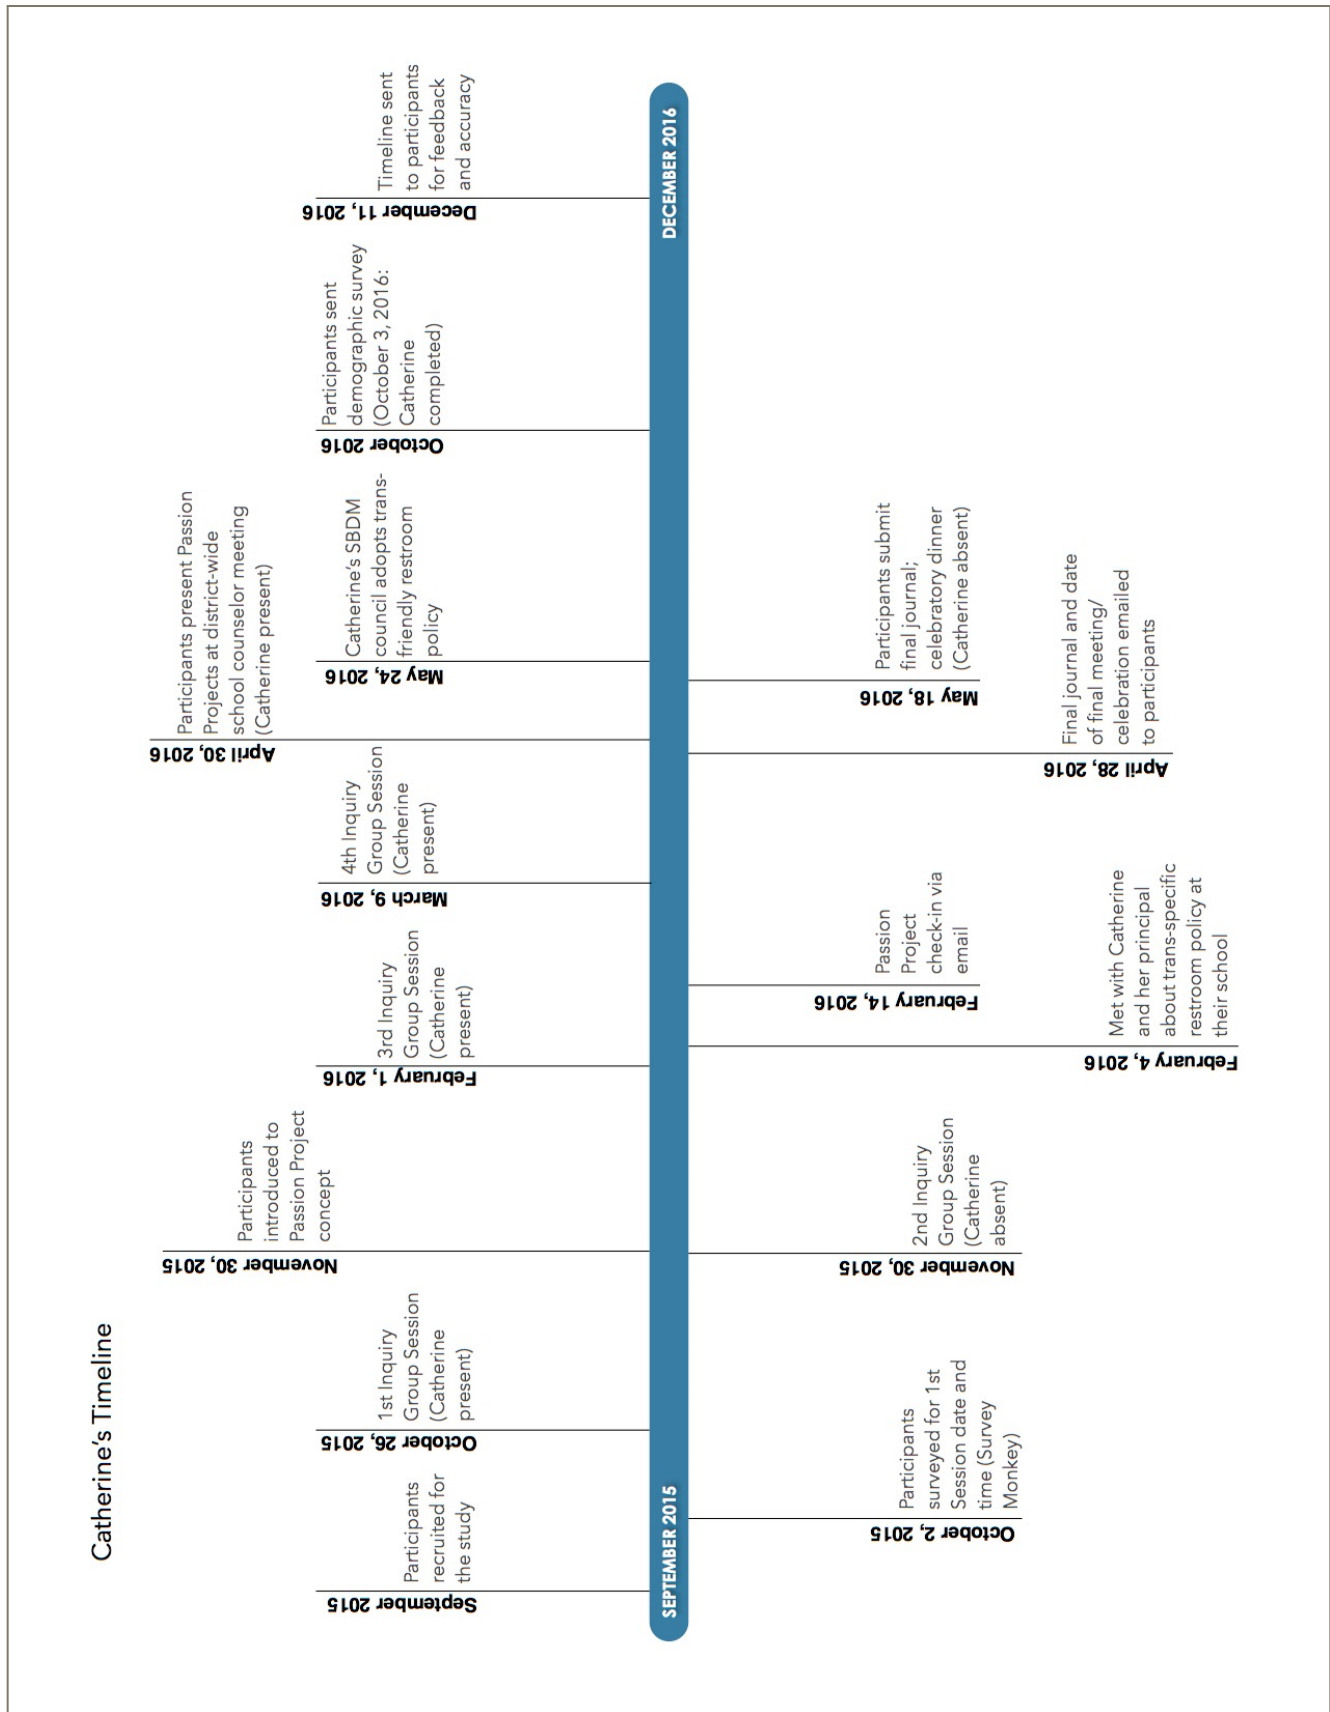 Catherine's Timeline
September 2015
Participants
recruited for
the study
October 26, 2015
1st Inquiry
Group Session
(Catherine
present)
November 30, 2015
Participants
introduced to
Passion Project
concept
February 1, 2016
3rd Inquiry
Group Session
(Catherine
present)
March 9, 2016
4th Inquiry
Group Session
(Catherine
present)
April 30, 2016
Participants present Passion
Projects at district-wide
school counselor meeting
(Catherine present)
May 24, 2016
Catherine's SBDM
council adopts trans-
friendly restroom
policy
October 2016
Participants sent
demographic survey
(October 3, 2016:
Catherine
completed)
December 11, 2016
Timeline sent
to participants
for feedback
and accuracy
SEPTEMBER 2015
DECEMBER 2016
October 2, 2015
Participants
surveyed for 1st
Session date and
time (Survey
Monkey)
November 30, 2015
2nd Inquiry
Group Session
(Catherine
absent)
February 4, 2016
Met with Catherine
and her principal
about trans-specific
restroom policy at
their school
February 14, 2016
Passion
Project
check-in via
email
April 28, 2016
Final journal and date
of final meeting/
celebration emailed
to participants
May 18, 2016
Participants submit
final journal;
celebratory dinner
(Catherine absent)